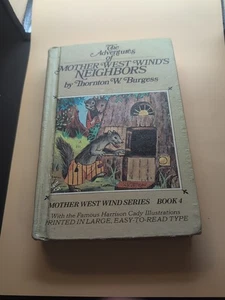 The
Adventures
of
MOTHER WEST WIND'S
NEIGHBORS
by Thornton W. Burgess
MOTHER WEST WIND SERIES BOOK 4
With the Famous Harrison Cady Illustrations
PRINTED IN LARGE, EASY-TO-READ TYPE